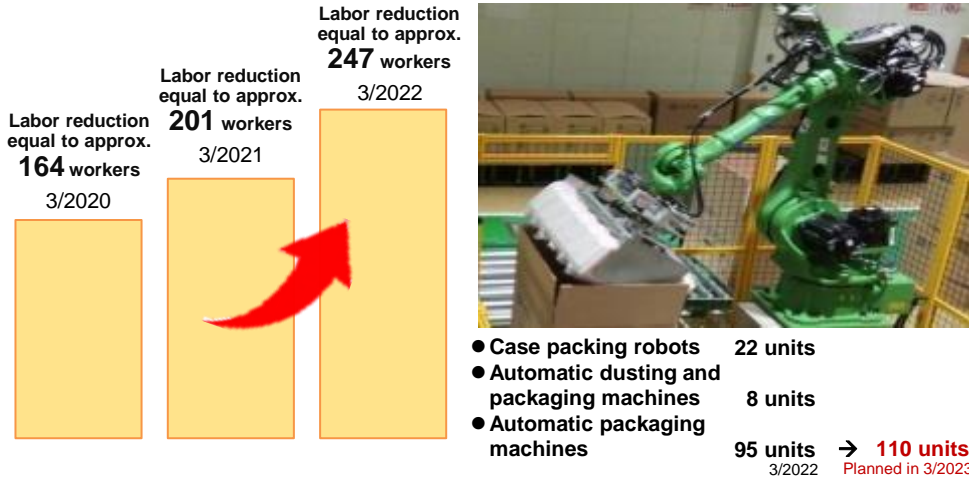 Labor reduction
equal to approx.
164 workers
3/2020
Labor reduction
equal to approx.
201 workers
3/2021
Labor reduction
equal to approx.
247 workers
3/2022
● Case packing robots 22 units
● Automatic dusting and
packaging machines 8 units
● Automatic packaging
machines 95 units → 110 units
3/2022 Planned in 3/2023